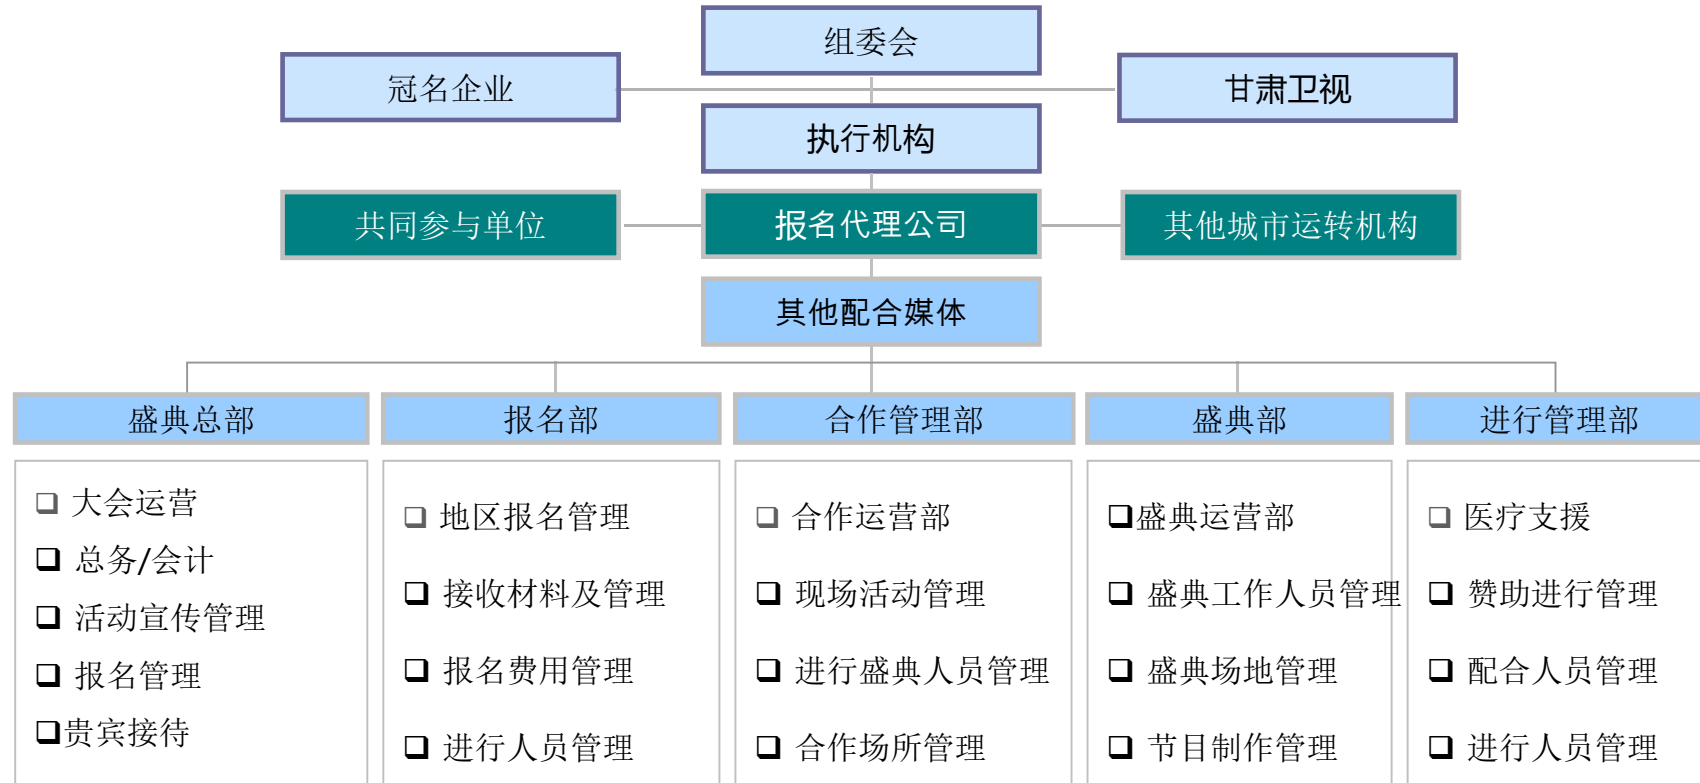 组委会
冠名企业
甘肃卫视
执行机构
共同参与单位
报名代理公司
其他城市运转机构
其他配合媒体
盛典总部
报名部
合作管理部
盛典部
进行管理部
大会运营
总务/会计
活动宣传管理
报名管理
贵宾接待
地区报名管理
接收材料及管理
报名费用管理
进行人员管理
合作运营部
现场活动管理
进行盛典人员管理
合作场所管理
盛典运营部
盛典工作人员管理
盛典场地管理
节目制作管理
医疗支援
赞助进行管理
配合人员管理
进行人员管理